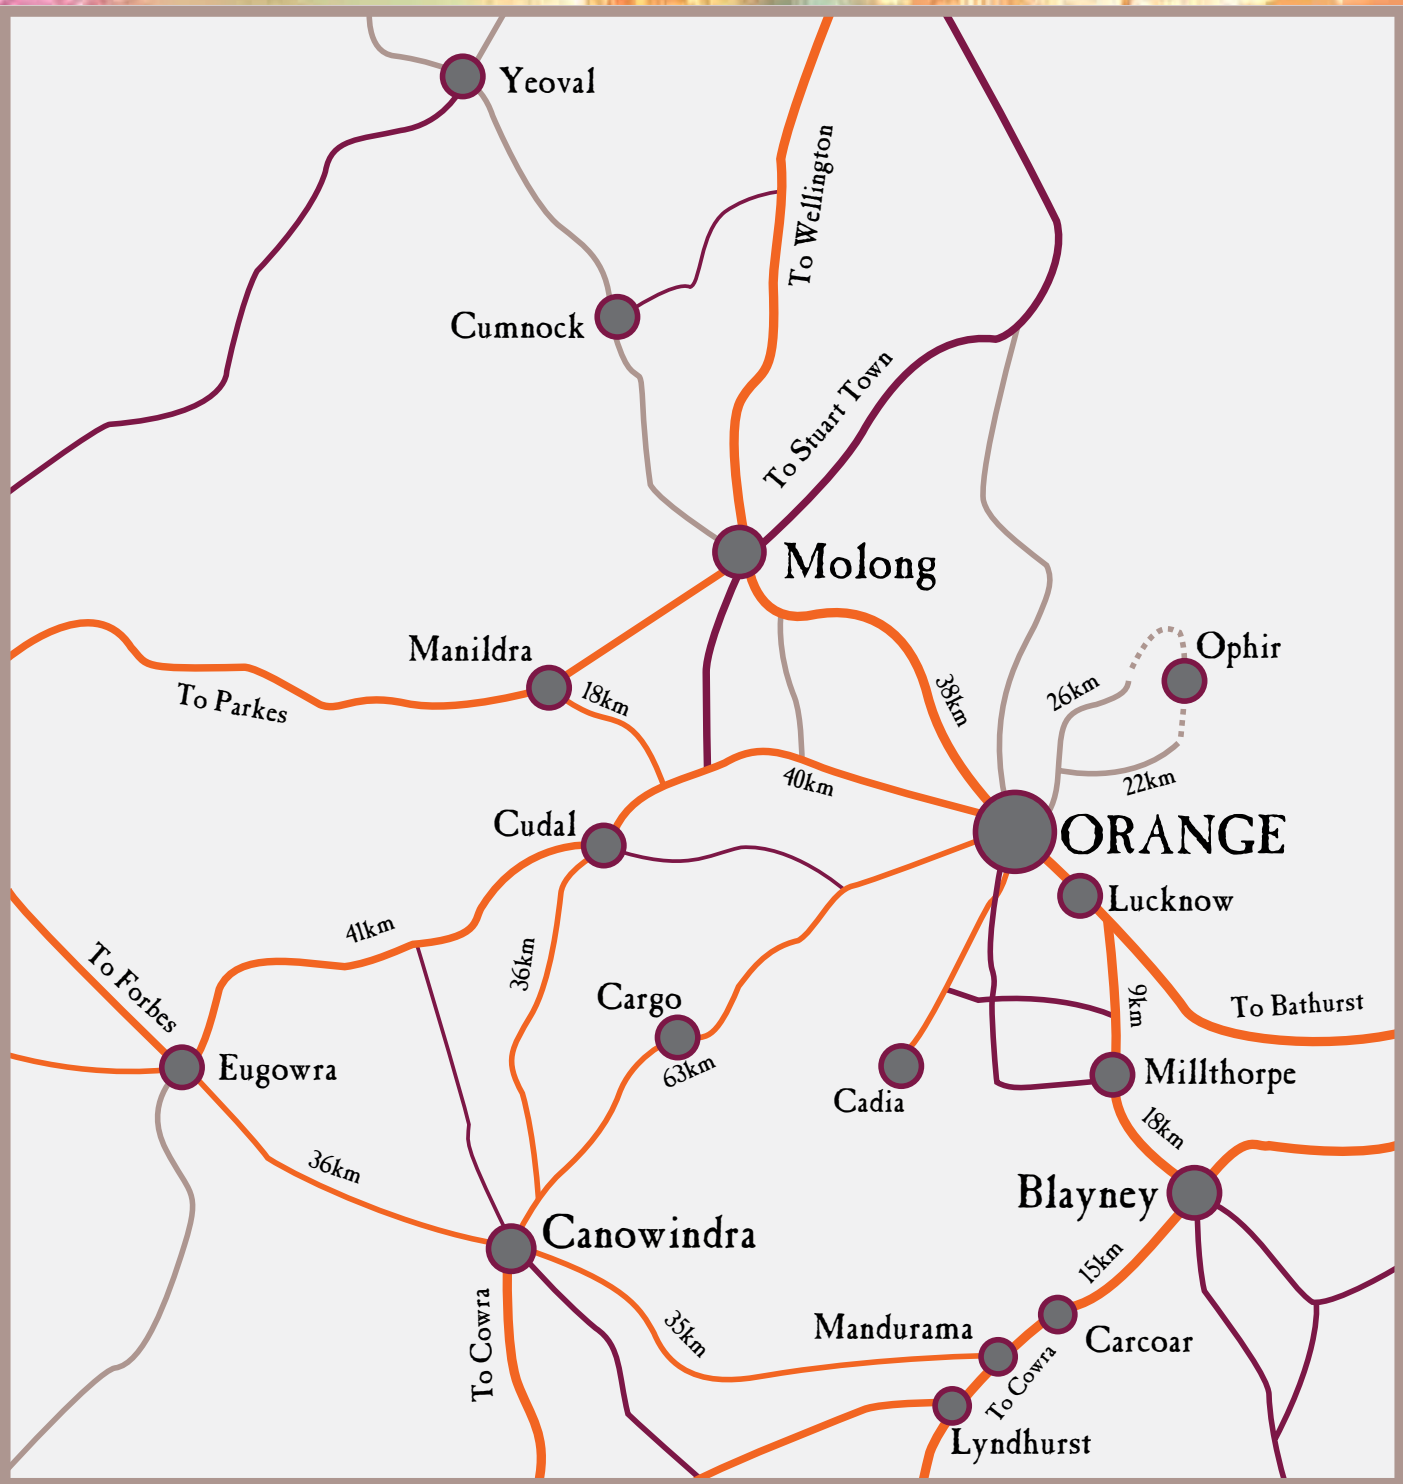 Yeoval
To Wellington
Cumnock
To Stuart Town
Molong
Manildra
18km
To Parkes
38km
26km
Ophir
22km
40km
Cudal
ORANGE
Lucknow
41km
36km
To Forbes
Cargo
63km
9km
To Bathurst
Eugowra
Cadia
Millthorpe
18km
36km
Blayney
Canowindra
15km
To Cowra
35km
Mandurama
Carcoar
To Cowra
Lyndhurst